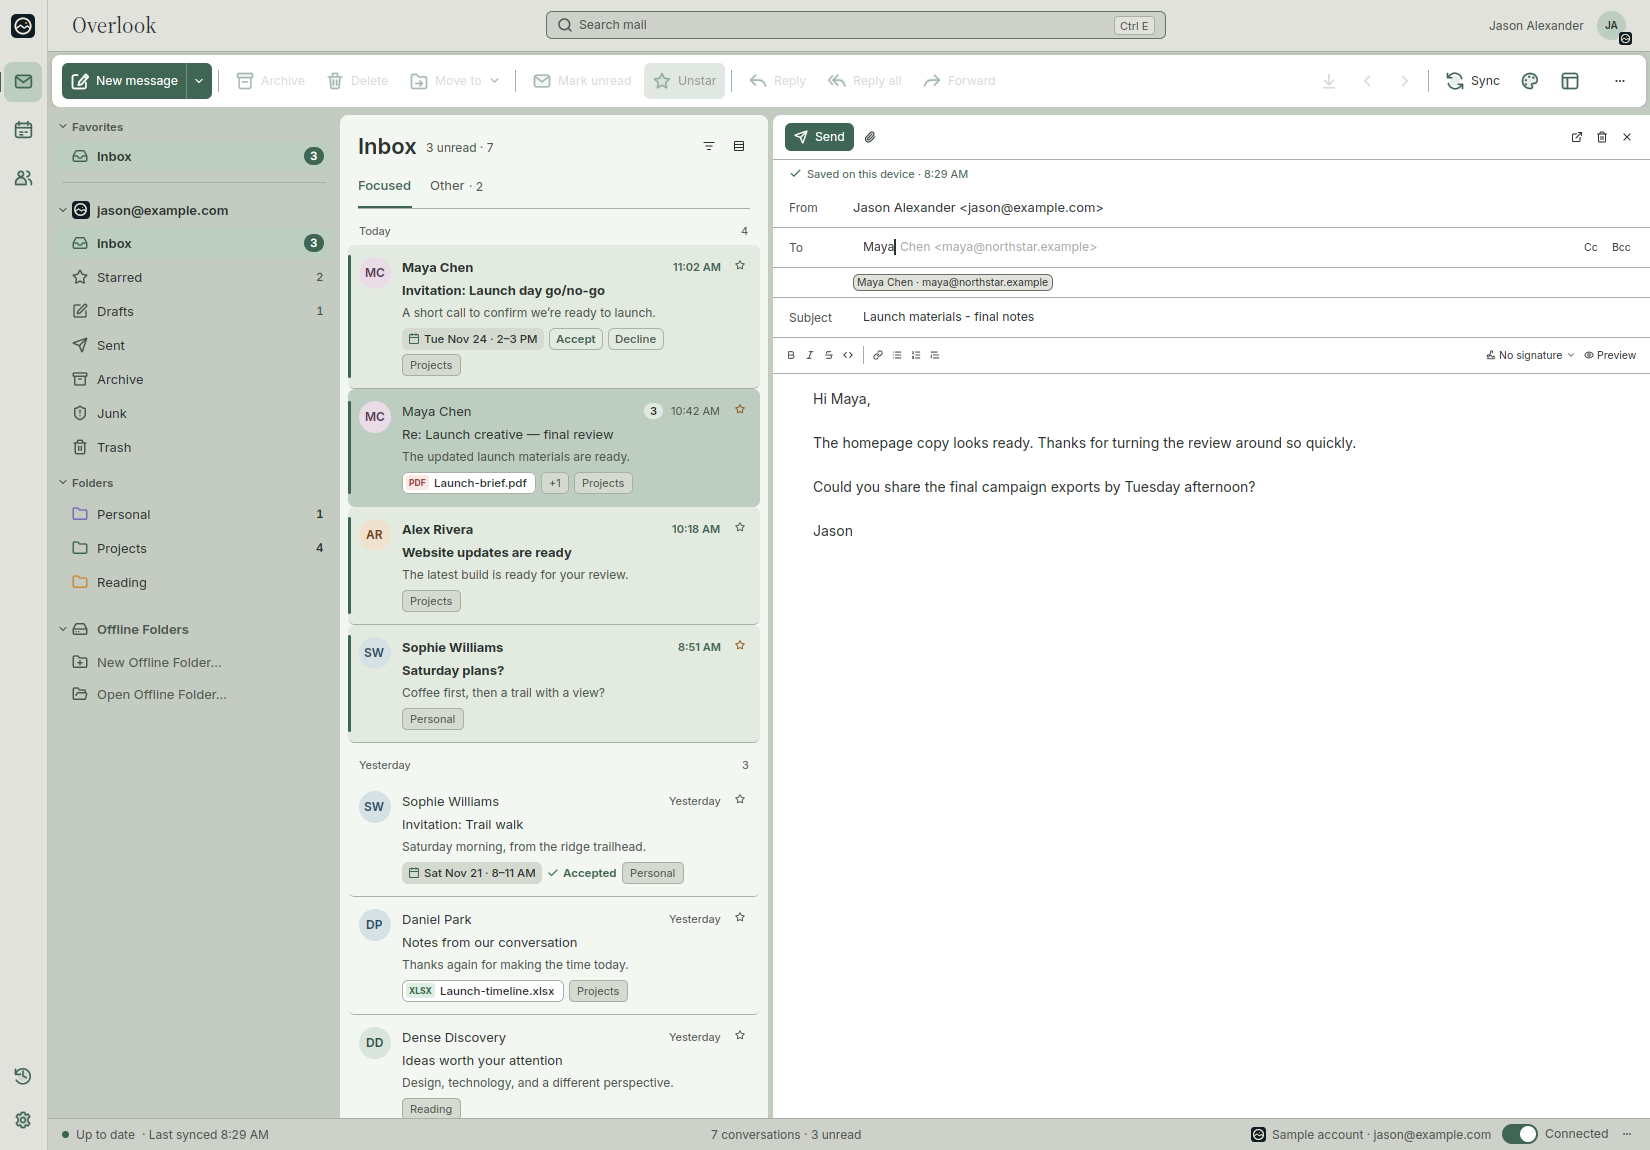 Overlook
Search mail
Ctrl E
Jason Alexander
JA
New message
Archive
Delete
Move to
Mark unread
Unstar
Reply
Reply all
Forward
Sync
Favorites
Inbox 3
jason@example.com
Inbox 3
Starred 2
Drafts 1
Sent
Archive
Junk
Trash
Folders
Personal 1
Projects 4
Reading
Offline Folders
New Offline Folder...
Open Offline Folder...
Inbox 3 unread · 7
Focused Other · 2
Today 4
MC
Maya Chen 11:02 AM
Invitation: Launch day go/no-go
A short call to confirm we’re ready to launch.
Tue Nov 24 · 2–3 PM Accept Decline
Projects
MC
Maya Chen 3 10:42 AM
Re: Launch creative — final review
The updated launch materials are ready.
PDF Launch-brief.pdf +1 Projects
AR
Alex Rivera 10:18 AM
Website updates are ready
The latest build is ready for your review.
Projects
SW
Sophie Williams 8:51 AM
Saturday plans?
Coffee first, then a trail with a view?
Personal
Yesterday 3
SW
Sophie Williams Yesterday
Invitation: Trail walk
Saturday morning, from the ridge trailhead.
Sat Nov 21 · 8–11 AM Accepted Personal
DP
Daniel Park Yesterday
Notes from our conversation
Thanks again for making the time today.
XLSX Launch-timeline.xlsx Projects
DD
Dense Discovery Yesterday
Ideas worth your attention
Design, technology, and a different perspective.
Reading
Send
Saved on this device · 8:29 AM
From Jason Alexander <jason@example.com>
To Maya Chen <maya@northstar.example> Cc Bcc
Maya Chen · maya@northstar.example
Subject Launch materials - final notes
B I S No signature Preview
Hi Maya,
The homepage copy looks ready. Thanks for turning the review around so quickly.
Could you share the final campaign exports by Tuesday afternoon?
Jason
Up to date · Last synced 8:29 AM
7 conversations · 3 unread
Sample account · jason@example.com Connected